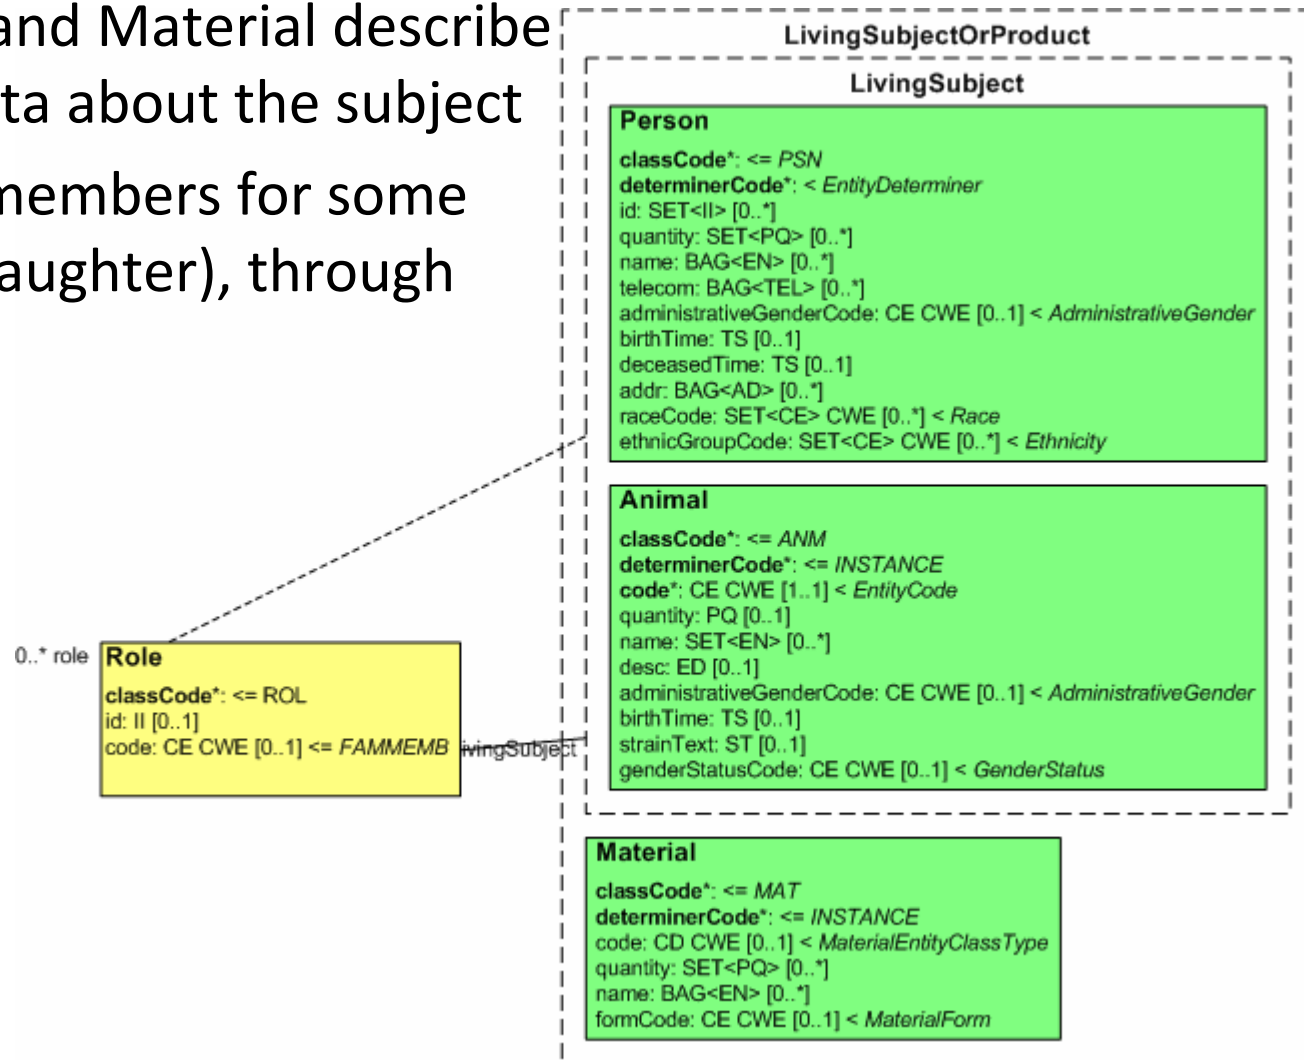 and Material describe
ta about the subject
members for some
aughter), through
LivingSubjectOrProduct
LivingSubject
Person
classCode*: <= PSN
determinerCode*: < EntityDeterminer
id: SET<II> [0..*]
quantity: SET<PQ> [0..*]
name: BAG<EN> [0..*]
telecom: BAG<TEL> [0..*]
administrativeGenderCode: CE CWE [0..1] < AdministrativeGender
birthTime: TS [0..1]
deceasedTime: TS [0..1]
addr: BAG<AD> [0..*]
raceCode: SET<CE> CWE [0..*] < Race
ethnicGroupCode: SET<CE> CWE [0..*] < Ethnicity
Animal
classCode*: <= ANM
determinerCode*: <= INSTANCE
code*: CE CWE [1..1] < EntityCode
quantity: PQ [0..1]
name: SET<EN> [0..*]
desc: ED [0..1]
administrativeGenderCode: CE CWE [0..1] < AdministrativeGender
birthTime: TS [0..1]
strainText: ST [0..1]
genderStatusCode: CE CWE [0..1] < GenderStatus
0..* role
Role
classCode*: <= ROL
id: II [0..1]
code: CE CWE [0..1] <= FAMMEMB
ivingSubject
Material
classCode*: <= MAT
determinerCode*: <= INSTANCE
code: CD CWE [0..1] < MaterialEntityClassType
quantity: SET<PQ> [0..*]
name: BAG<EN> [0..*]
formCode: CE CWE [0..1] < MaterialForm